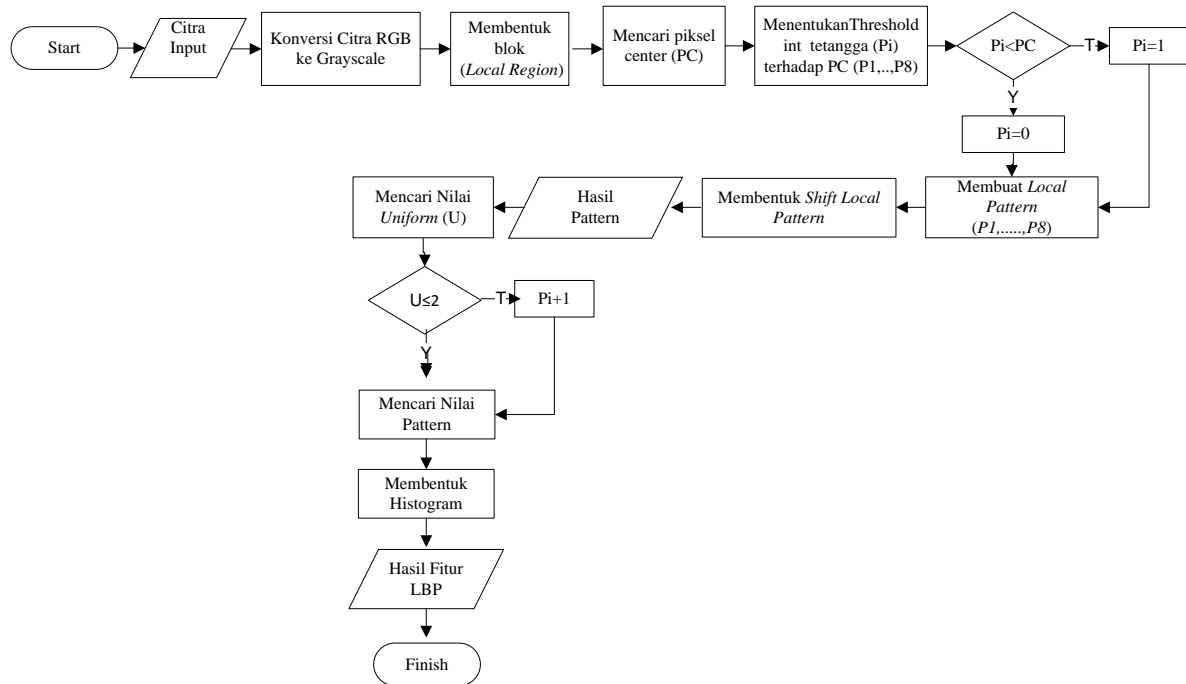 Start
Citra
Input
Konversi Citra RGB
ke Grayscale
Membentuk
blok
(Local Region)
Mencari piksel
center (PC)
MenentukanThreshold
int tetangga (Pi)
terhadap PC (P1,..,P8)
Pi<PC
T
Pi=1
Y
Pi=0
Membuat Local
Pattern
(P1,.....,P8)
Membentuk Shift Local
Pattern
Hasil
Pattern
Mencari Nilai
Uniform (U)
U≤2
T
Pi+1
Y
Mencari Nilai
Pattern
Membentuk
Histogram
Hasil Fitur
LBP
Finish